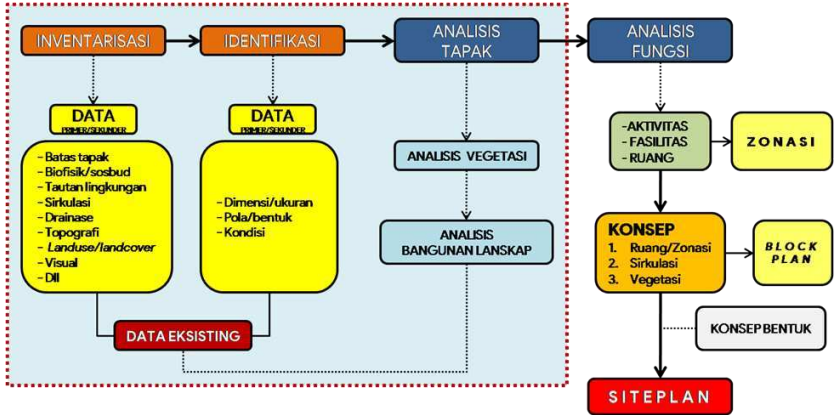 INVENTARISASI
IDENTIFIKASI
ANALISIS
TAPAK
ANALISIS
FUNGSI
DATA
PRIMER/SEKUNDER
- Batas tapak
- Biofisik/sosbud
- Tautan lingkungan
- Sirkulasi
- Drainase
- Topografi
- Landuse/landcover
- Visual
- Dll
DATA
PRIMER/SEKUNDER
- Dimensi/ukuran
- Pola/bentuk
- Kondisi
DATA EKSISTING
ANALISIS VEGETASI
ANALISIS
BANGUNAN LANSKAP
-AKTIVITAS
- FASILITAS
- RUANG
ZONASI
KONSEP
1. Ruang/Zonasi
2. Sirkulasi
3. Vegetasi
BLOCK
PLAN
KONSEP BENTUK
SITEPLAN